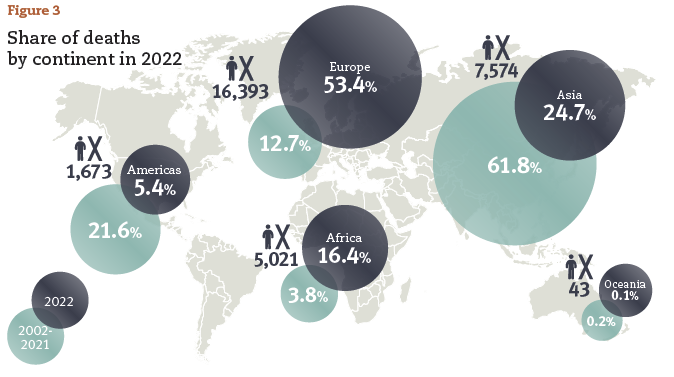 Figure 3
Share of deaths
by continent in 2022
X
16,393
Europe
53.4%
12.7%
X
7,574
Asia
24.7%
61.8%
X
1,673
Americas
5.4%
21.6%
X
5,021
Africa
16.4%
3.8%
X
43
Oceania
0.1%
0.2%
2022
2002-
2021